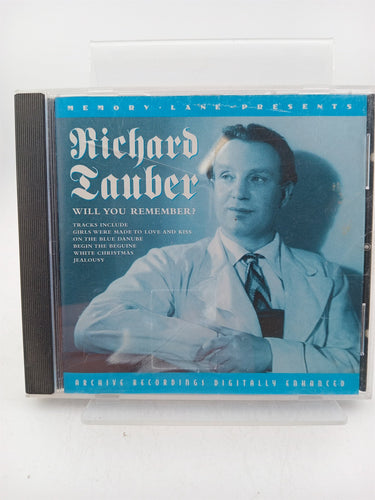 MEMORY · LANE · PRESENTS
Richard
Tauber
WILL YOU REMEMBER?
TRACKS INCLUDE
GIRLS WERE MADE TO LOVE AND KISS
ON THE BLUE DANUBE
BEGIN THE BEGUINE
WHITE CHRISTMAS
JEALOUSY
ARCHIVE RECORDINGS DIGITALLY ENHANCED